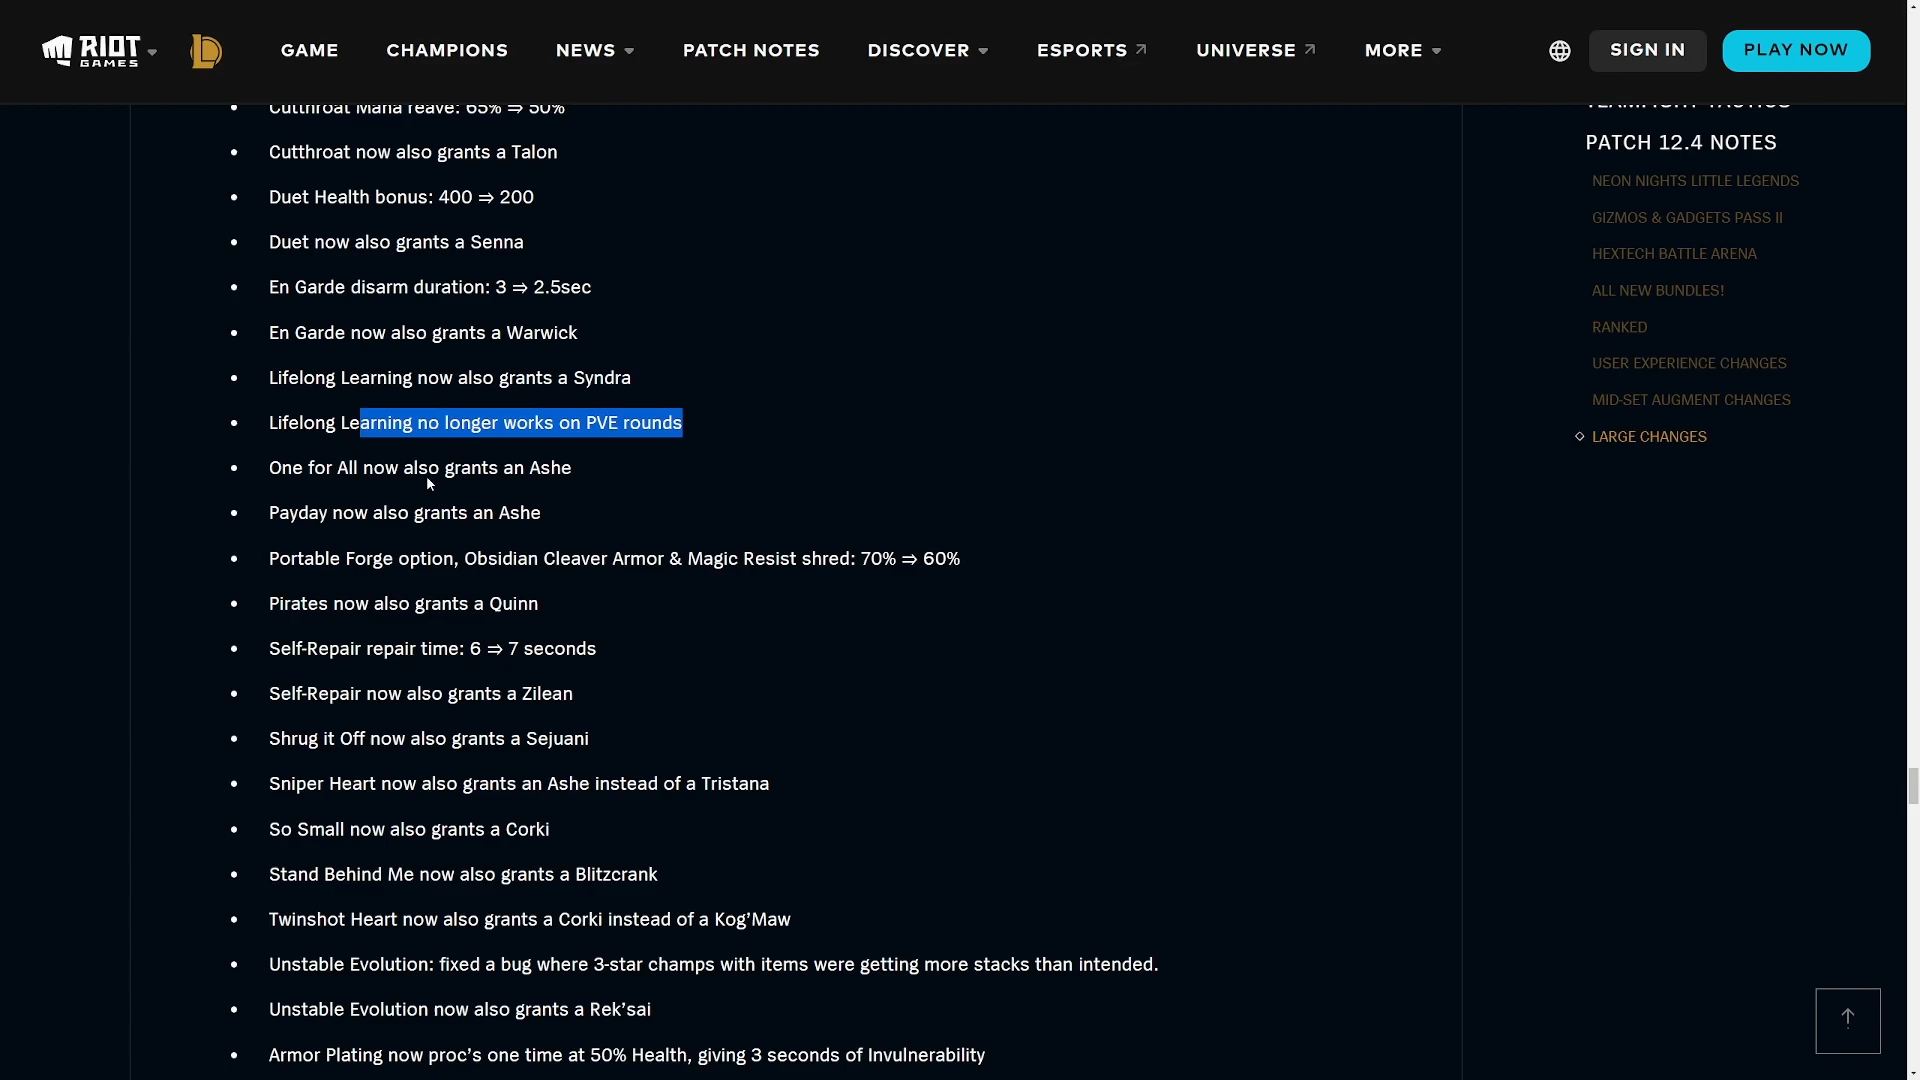 RIOT GAMES
GAME
CHAMPIONS
NEWS
PATCH NOTES
DISCOVER
ESPORTS
UNIVERSE
MORE
SIGN IN
PLAY NOW
Cutthroat Mana reave: 65% ⇒ 50%
• Cutthroat now also grants a Talon
• Duet Health bonus: 400 ⇒ 200
• Duet now also grants a Senna
• En Garde disarm duration: 3 ⇒ 2.5sec
• En Garde now also grants a Warwick
• Lifelong Learning now also grants a Syndra
• Lifelong Learning no longer works on PVE rounds
• One for All now also grants an Ashe
• Payday now also grants an Ashe
• Portable Forge option, Obsidian Cleaver Armor & Magic Resist shred: 70% ⇒ 60%
• Pirates now also grants a Quinn
• Self-Repair repair time: 6 ⇒ 7 seconds
• Self-Repair now also grants a Zilean
• Shrug it Off now also grants a Sejuani
• Sniper Heart now also grants an Ashe instead of a Tristana
• So Small now also grants a Corki
• Stand Behind Me now also grants a Blitzcrank
• Twinshot Heart now also grants a Corki instead of a Kog’Maw
• Unstable Evolution: fixed a bug where 3-star champs with items were getting more stacks than intended.
• Unstable Evolution now also grants a Rek’sai
• Armor Plating now proc’s one time at 50% Health, giving 3 seconds of Invulnerability
TEAMFIGHT TACTICS
PATCH 12.4 NOTES
NEON NIGHTS LITTLE LEGENDS
GIZMOS & GADGETS PASS II
HEXTECH BATTLE ARENA
ALL NEW BUNDLES!
RANKED
USER EXPERIENCE CHANGES
MID-SET AUGMENT CHANGES
LARGE CHANGES